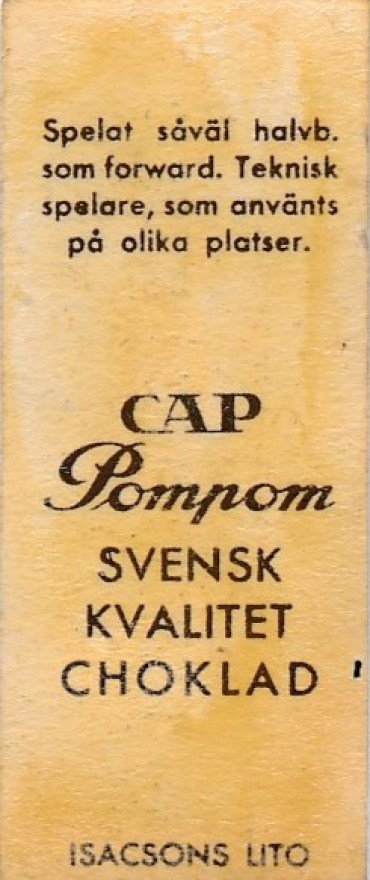 Spelat såväl halvb.
som forward. Teknisk
spelare, som använts
på olika platser.
CAP
Pompom
SVENSK
KVALITET
CHOKLAD
ISACSONS LITO